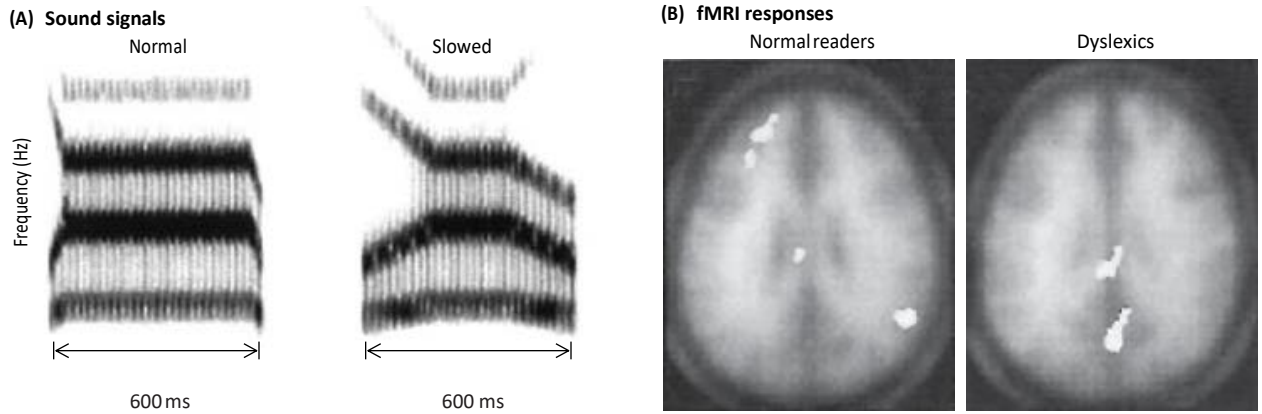 (A) Sound signals
Normal
Slowed
Frequency (Hz)
600 ms
600 ms
(B) fMRI responses
Normal readers
Dyslexics